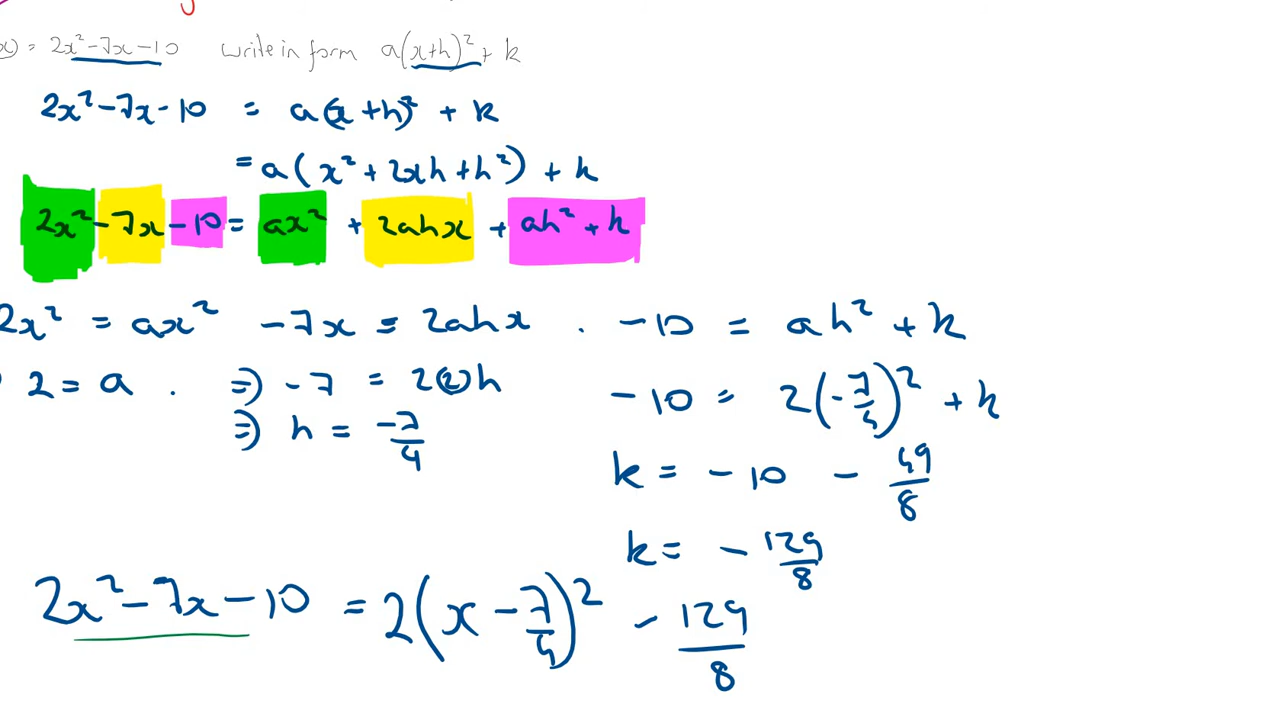 x) = 2x²-7x-10 write in form a(x+h)² + k
2x²-7x-10 = a(x+h)² + k
= a(x² + 2xh + h²) + k
2x² -7x -10 = ax² + 2ahx + ah² + k
2x² = ax² -7x = 2ahx . -10 = ah² + k
2 = a . ⇒ -7 = 2(2)h
-10 = 2(-7/4)² + k
⇒ h = -7/4
k = -10 - 49/8
k = -129/8
2x²-7x-10 = 2(x-7/4)² - 129/8